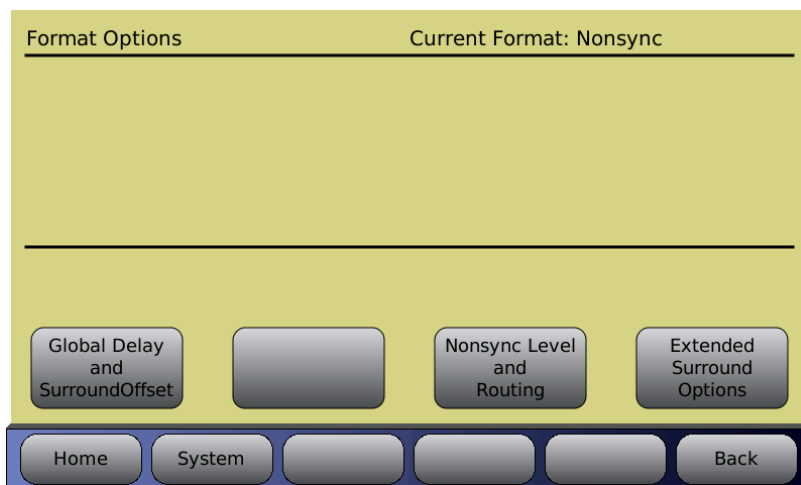 Format Options
Current Format: Nonsync
Global Delay
and
SurroundOffset
Nonsync Level
and
Routing
Extended
Surround
Options
Home
System
Back